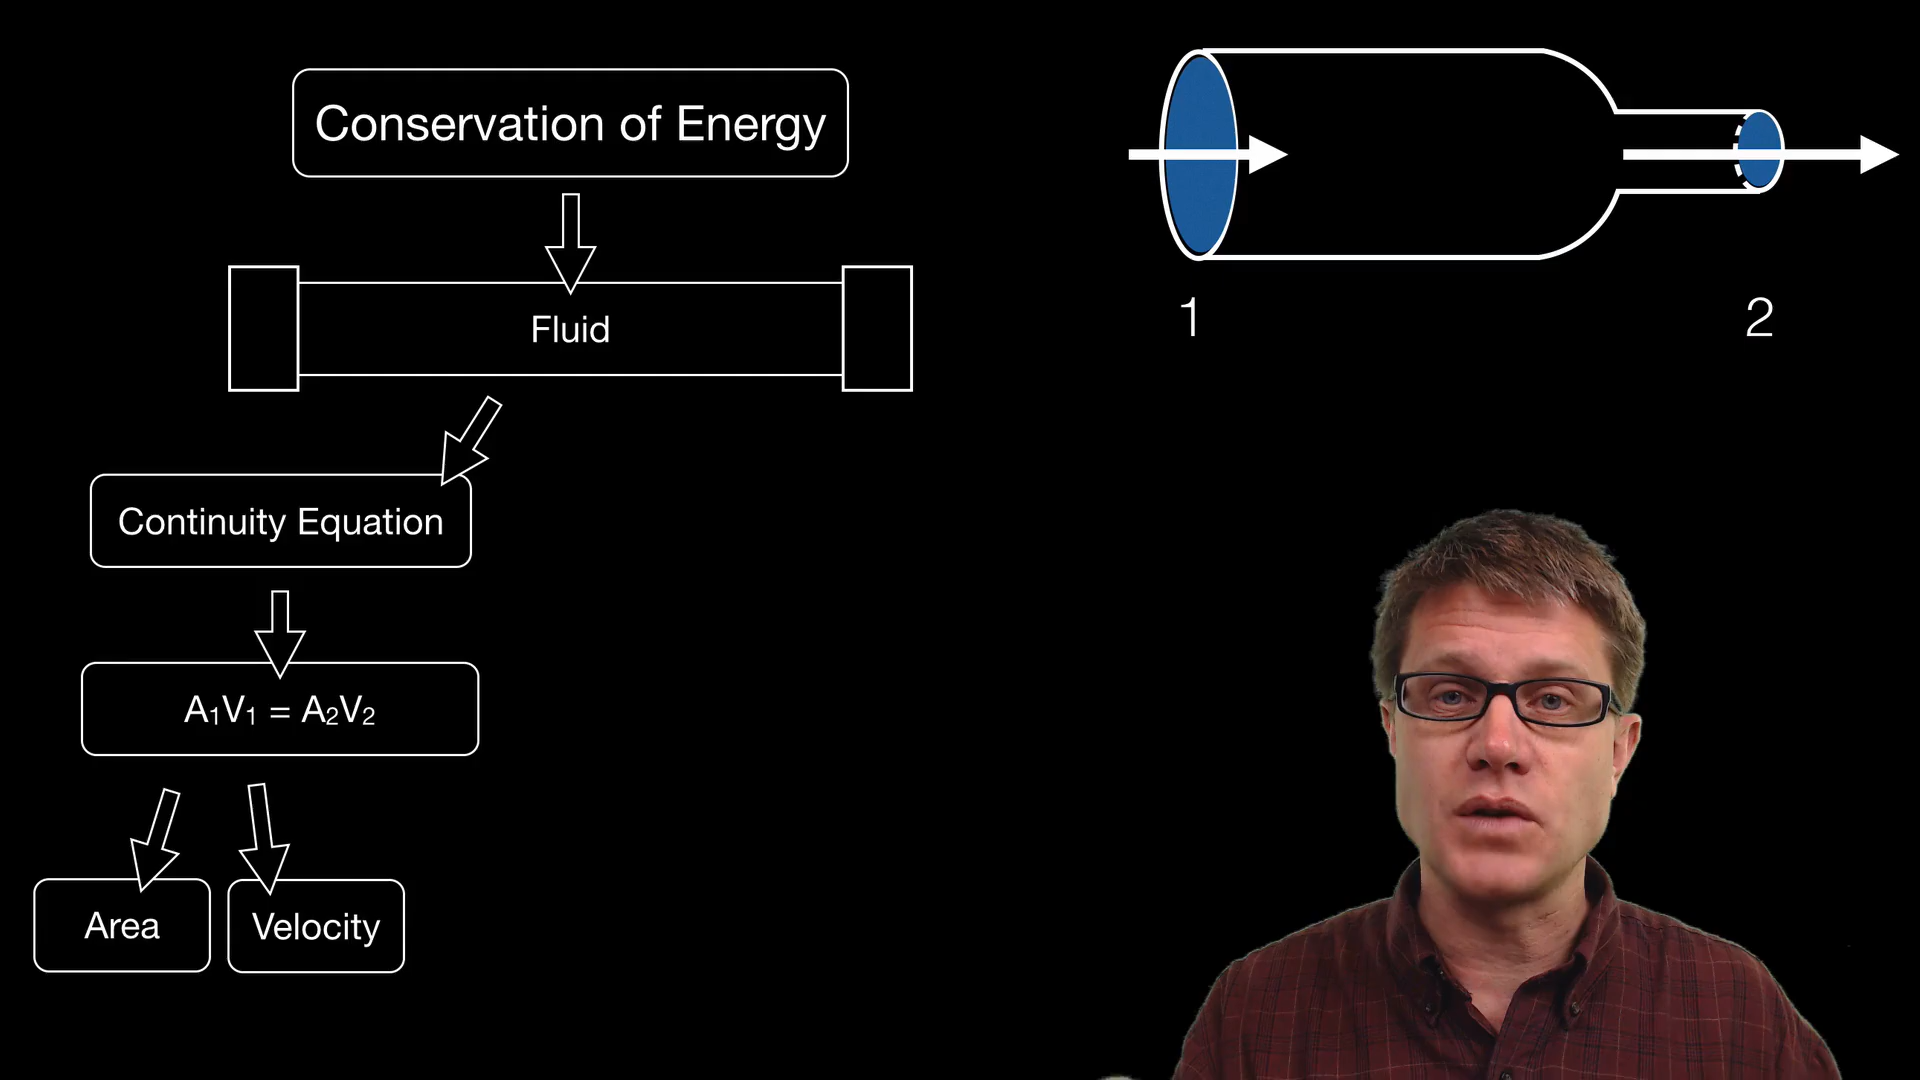 Conservation of Energy
Fluid
Continuity Equation
A₁V₁ = A₂V₂
Area
Velocity
1
2